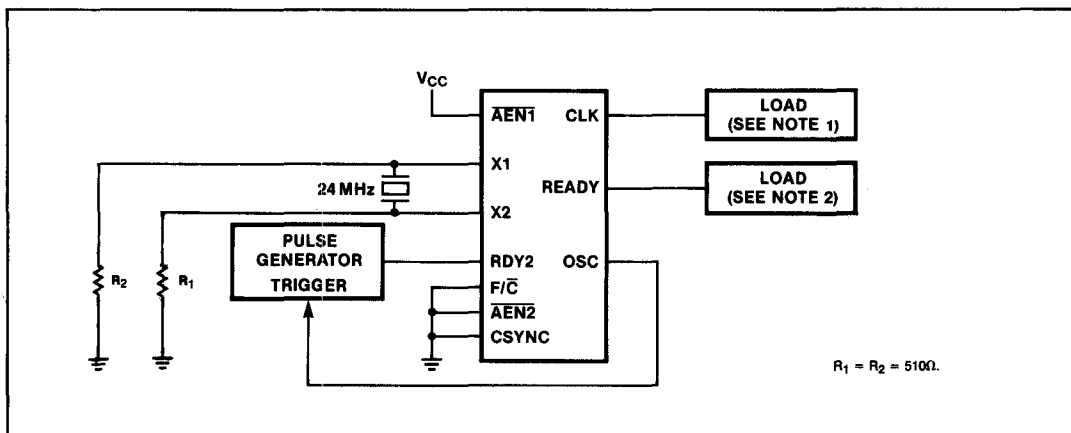 VCC
AEN1 CLK
LOAD
(SEE NOTE 1)
X1
24 MHz
READY
LOAD
(SEE NOTE 2)
X2
PULSE
GENERATOR
TRIGGER
RDY2 OSC
R2
R1
F/C̅
AEN2
CSYNC
R1 = R2 = 510Ω.